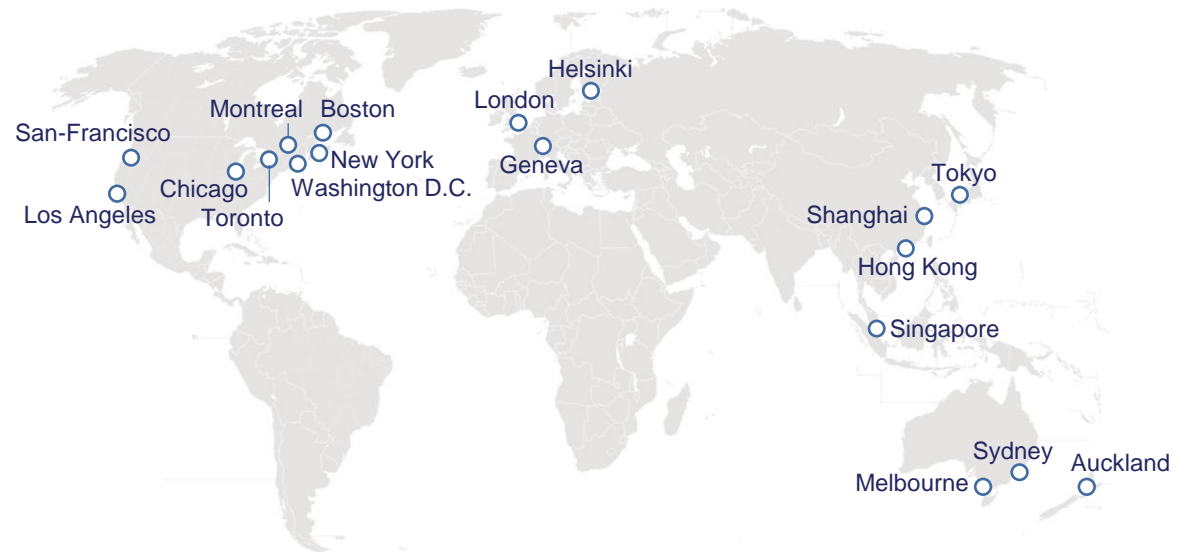 Helsinki
London
Montreal
Boston
San-Francisco
New York
Geneva
Chicago
Washington D.C.
Tokyo
Los Angeles
Toronto
Shanghai
Hong Kong
Singapore
Sydney
Auckland
Melbourne